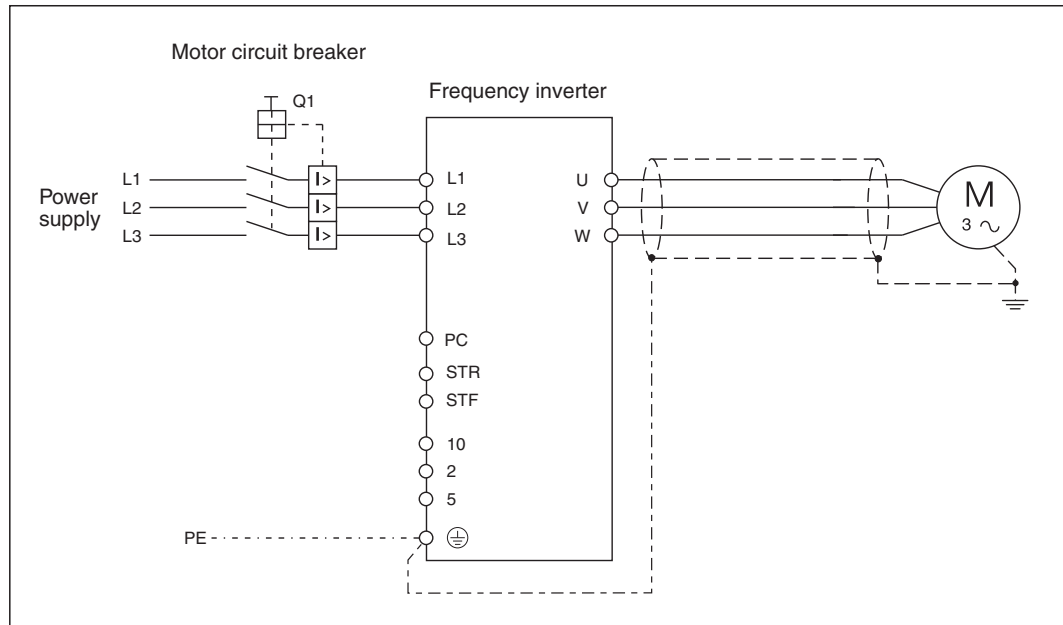 Motor circuit breaker
Q1
Frequency inverter
Power
supply
L1
L2
L3
I>
I>
I>
L1
L2
L3
U
V
W
M
3 ∿
PC
STR
STF
10
2
5
PE